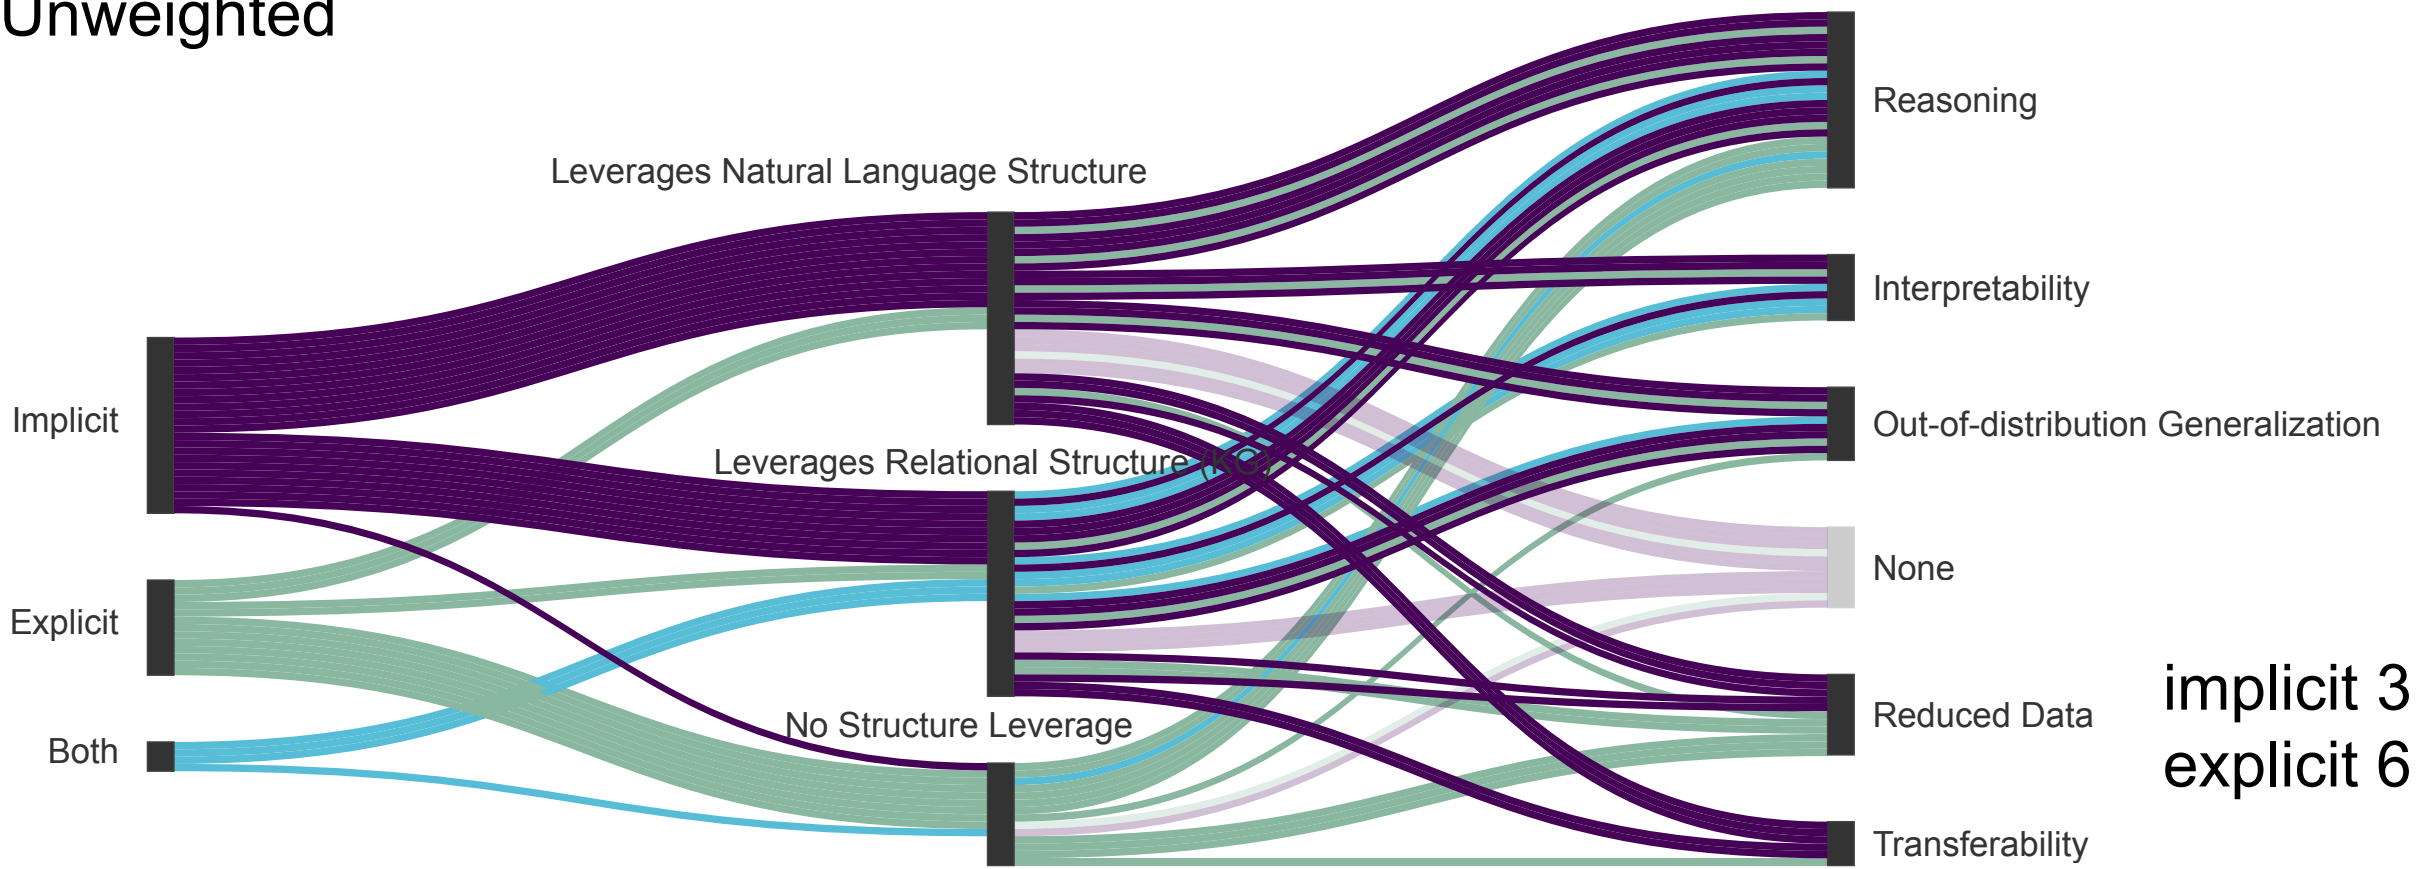 Unweighted
Reasoning
Leverages Natural Language Structure
Interpretability
Implicit
Out-of-distribution Generalization
Leverages Relational Structure (KG)
None
Explicit
implicit 3
Reduced Data
No Structure Leverage
Both
explicit 6
Transferability